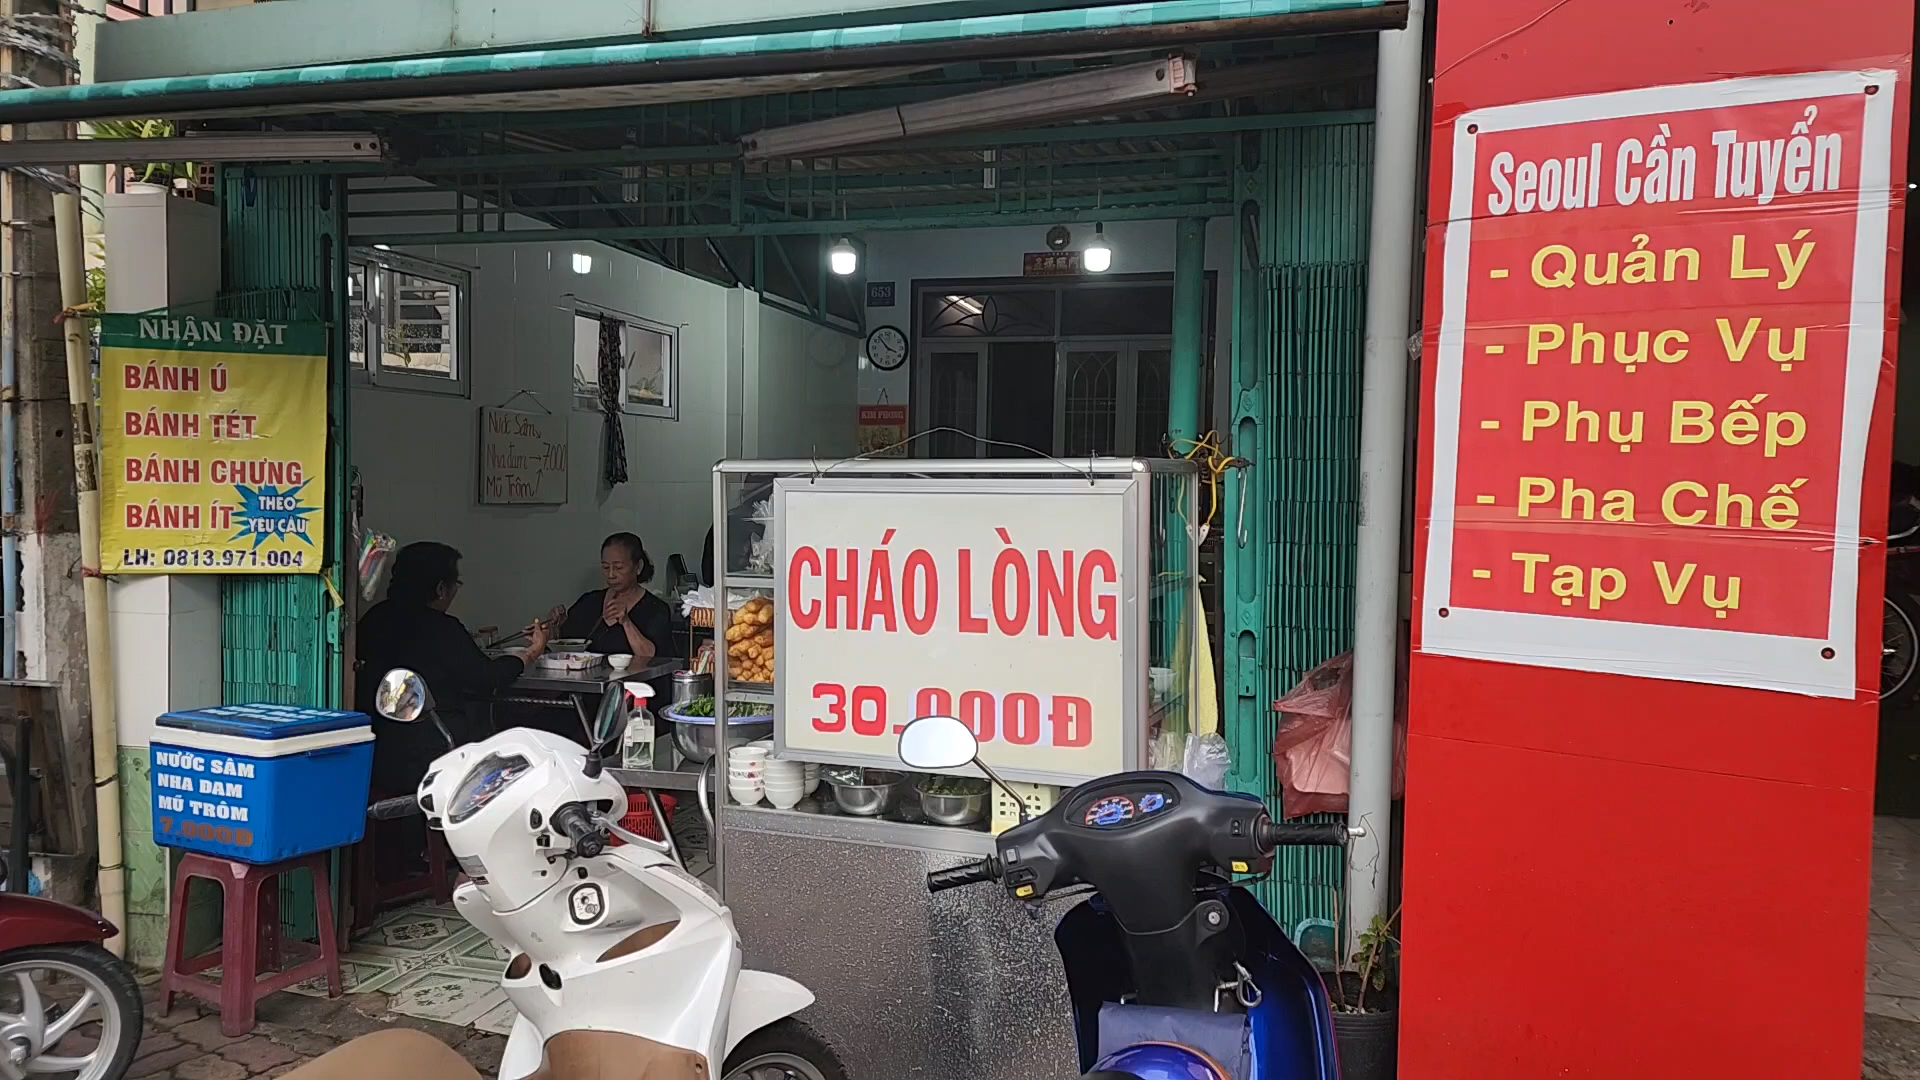 NHẬN ĐẶT
BÁNH Ú
BÁNH TÉT
BÁNH CHƯNG
BÁNH ÍT
THEO
YÊU CẦU
LH: 0813.971.004
NƯỚC SÂM
NHA ĐAM
MŨ TRÔM
7.000Đ
Nước Sâm
Nha đam → 7.000
Mũ Trôm
653
KIM PHONG
CHÁO LÒNG
30.000Đ
Seoul Cần Tuyển
- Quản Lý
- Phục Vụ
- Phụ Bếp
- Pha Chế
- Tạp Vụ